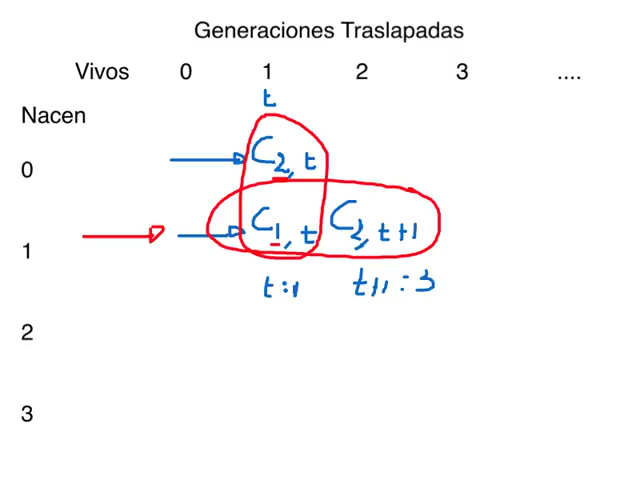 Generaciones Traslapadas
Vivos 0 1 2 3 ....
t
Nacen
0 C2, t
1 C1, t C2, t+1
t:1 t+1:3
2
3